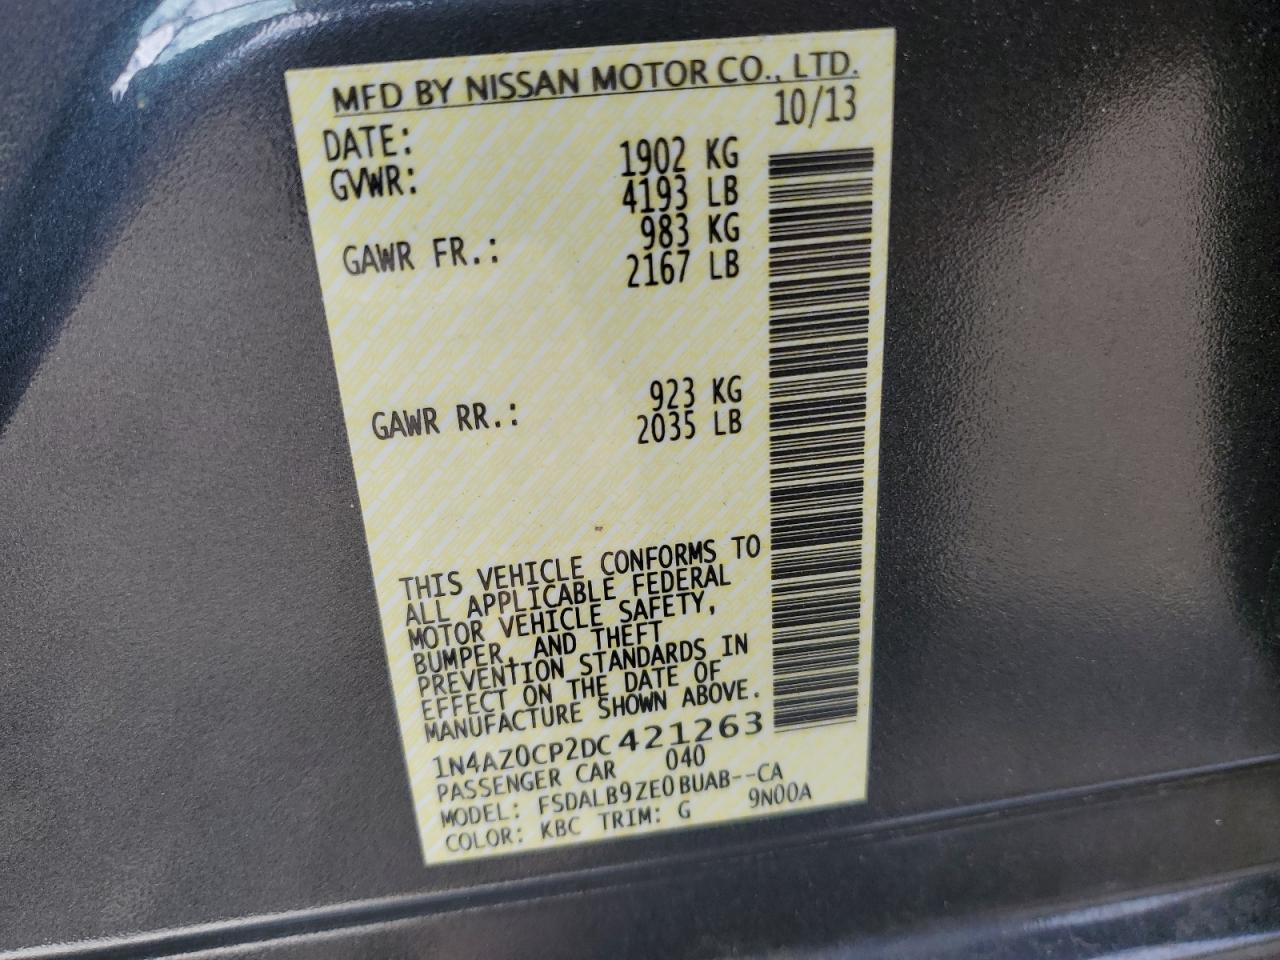 MFD BY NISSAN MOTOR CO., LTD.
DATE: 10/13
GVWR: 1902 KG
4193 LB
GAWR FR.: 983 KG
2167 LB
GAWR RR.: 923 KG
2035 LB
THIS VEHICLE CONFORMS TO
ALL APPLICABLE FEDERAL
MOTOR VEHICLE SAFETY,
BUMPER, AND THEFT
PREVENTION STANDARDS IN
EFFECT ON THE DATE OF
MANUFACTURE SHOWN ABOVE.
1N4AZ0CP2DC421263
PASSENGER CAR 040
MODEL: FSDALB9ZE0BUAB--CA
COLOR: KBC TRIM: G 9N00A